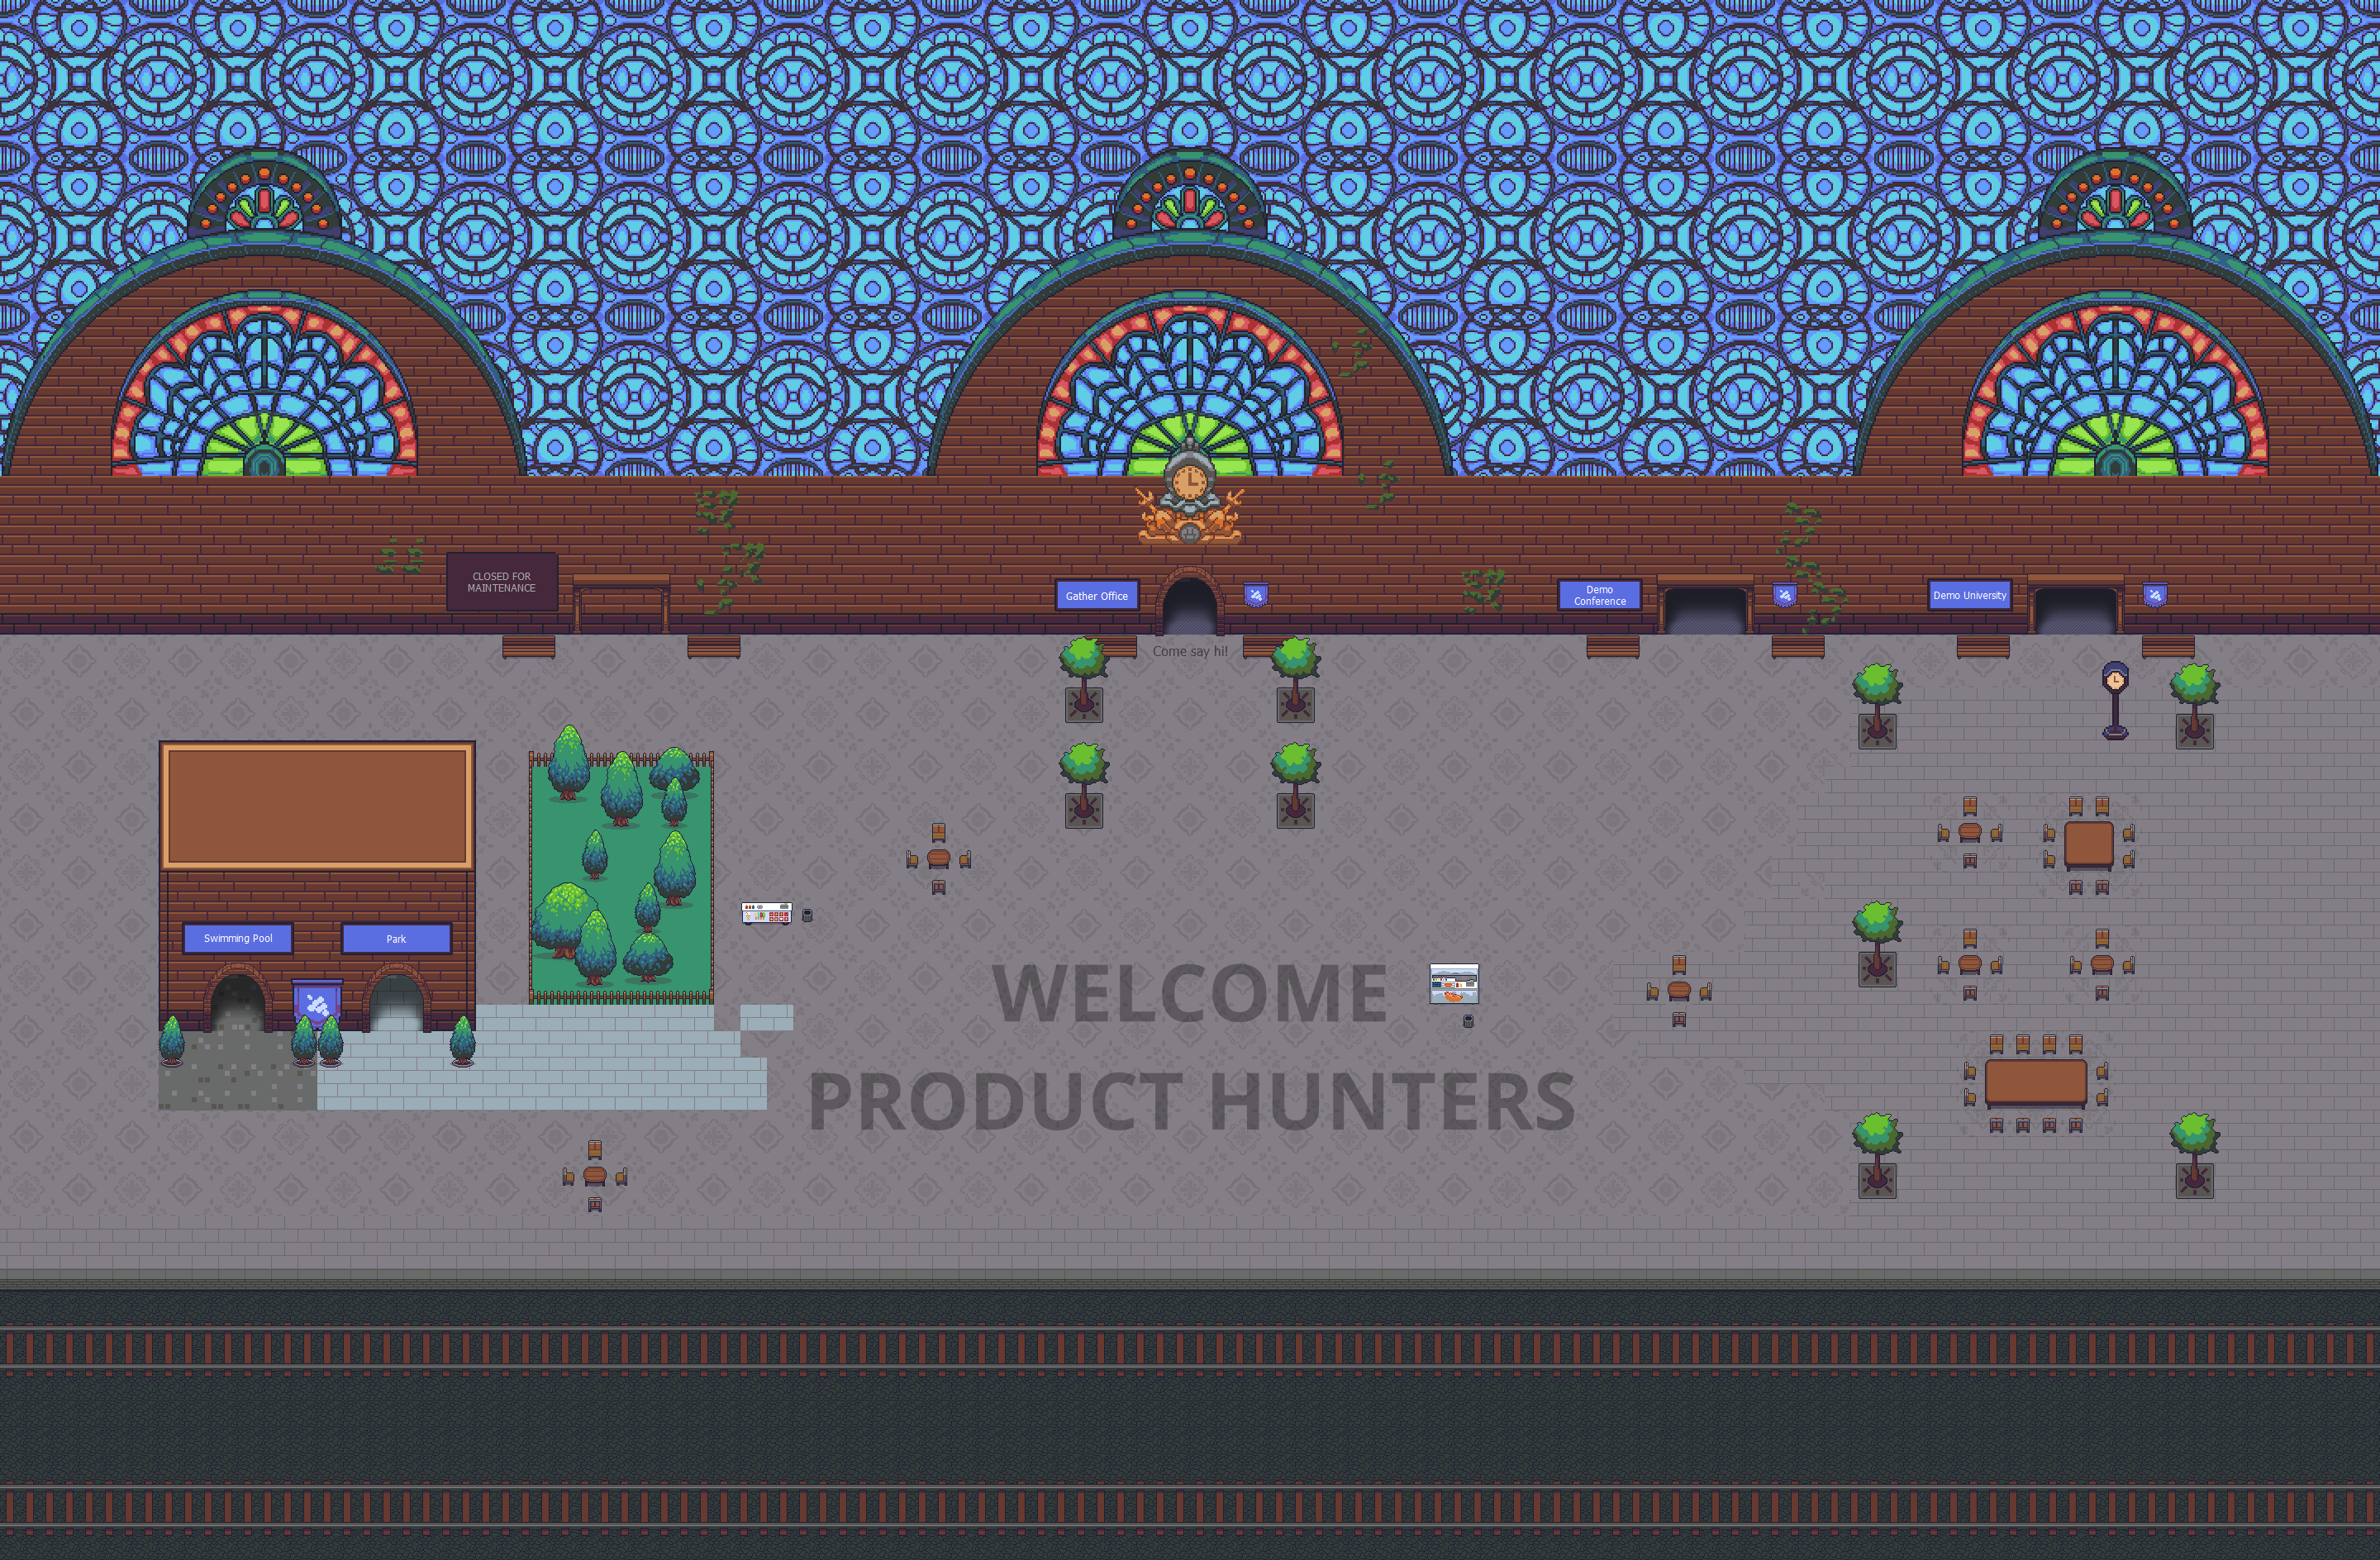 CLOSED FOR
MAINTENANCE
Gather Office
Demo
Conference
Demo University
Come say hi!
Swimming Pool
Park
WELCOME
PRODUCT HUNTERS